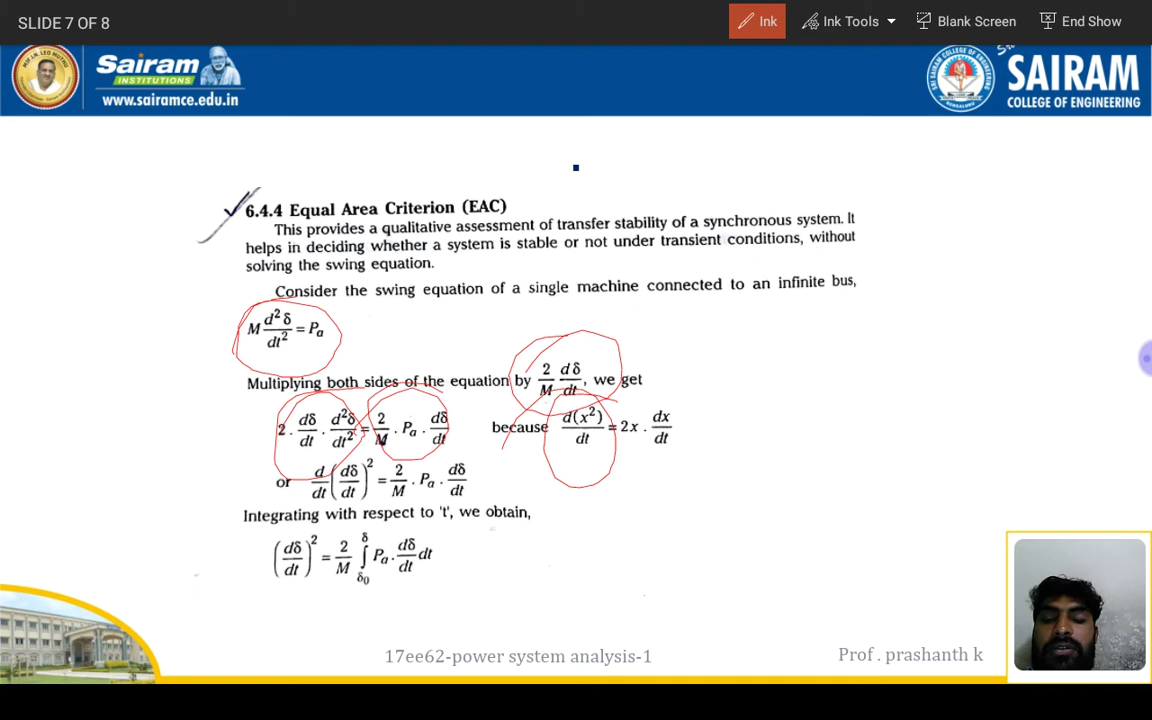 SLIDE 7 OF 8
Ink
Ink Tools
Blank Screen
End Show
Sairam
INSTITUTIONS
www.sairamce.edu.in
SAIRAM
COLLEGE OF ENGINEERING
6.4.4 Equal Area Criterion (EAC)
This provides a qualitative assessment of transfer stability of a synchronous system. It
helps in deciding whether a system is stable or not under transient conditions, without
solving the swing equation.
Consider the swing equation of a single machine connected to an infinite bus,
M d²δ/dt² = Pa
Multiplying both sides of the equation by 2/M dδ/dt, we get
2 . dδ/dt . d²δ/dt² = 2/M . Pa . dδ/dt because d(x²)/dt = 2x . dx/dt
or d/dt (dδ/dt)² = 2/M . Pa . dδ/dt
Integrating with respect to 't', we obtain,
(dδ/dt)² = 2/M ∫δ₀^δ Pa . dδ/dt dt
17ee62-power system analysis-1
Prof . prashanth k